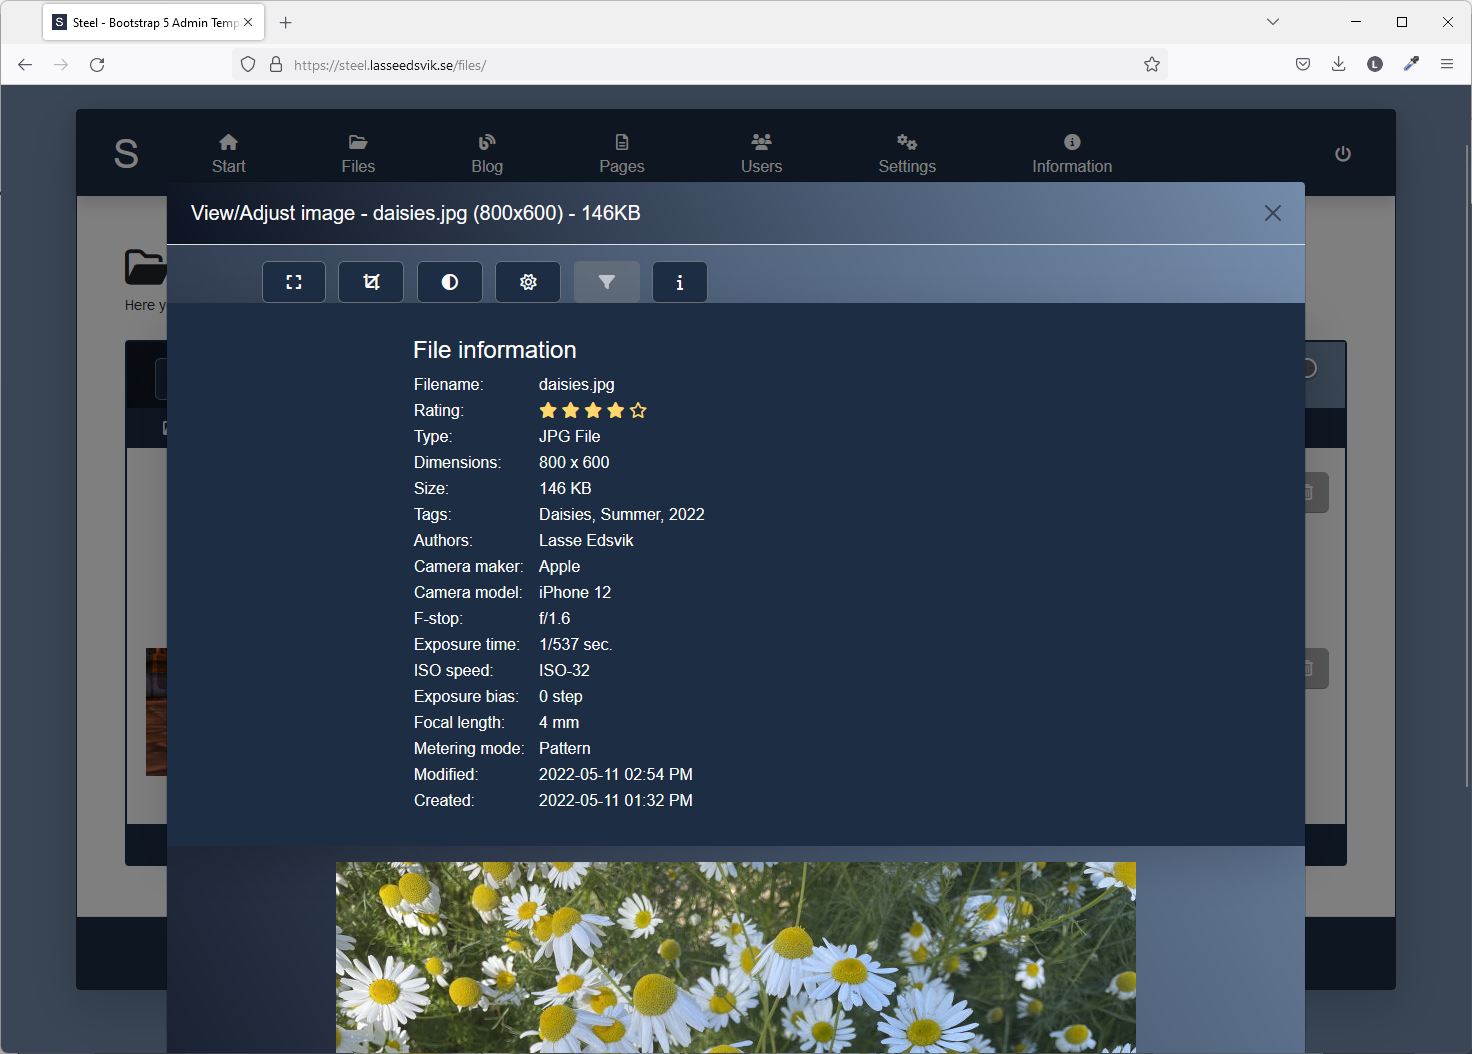 S Steel - Bootstrap 5 Admin Temp
https://steel.lasseedsvik.se/files/
L
S
Start Files Blog Pages Users Settings Information
View/Adjust image - daisies.jpg (800x600) - 146KB
Here y
File information
Filename: daisies.jpg
Rating:
Type: JPG File
Dimensions: 800 x 600
Size: 146 KB
Tags: Daisies, Summer, 2022
Authors: Lasse Edsvik
Camera maker: Apple
Camera model: iPhone 12
F-stop: f/1.6
Exposure time: 1/537 sec.
ISO speed: ISO-32
Exposure bias: 0 step
Focal length: 4 mm
Metering mode: Pattern
Modified: 2022-05-11 02:54 PM
Created: 2022-05-11 01:32 PM